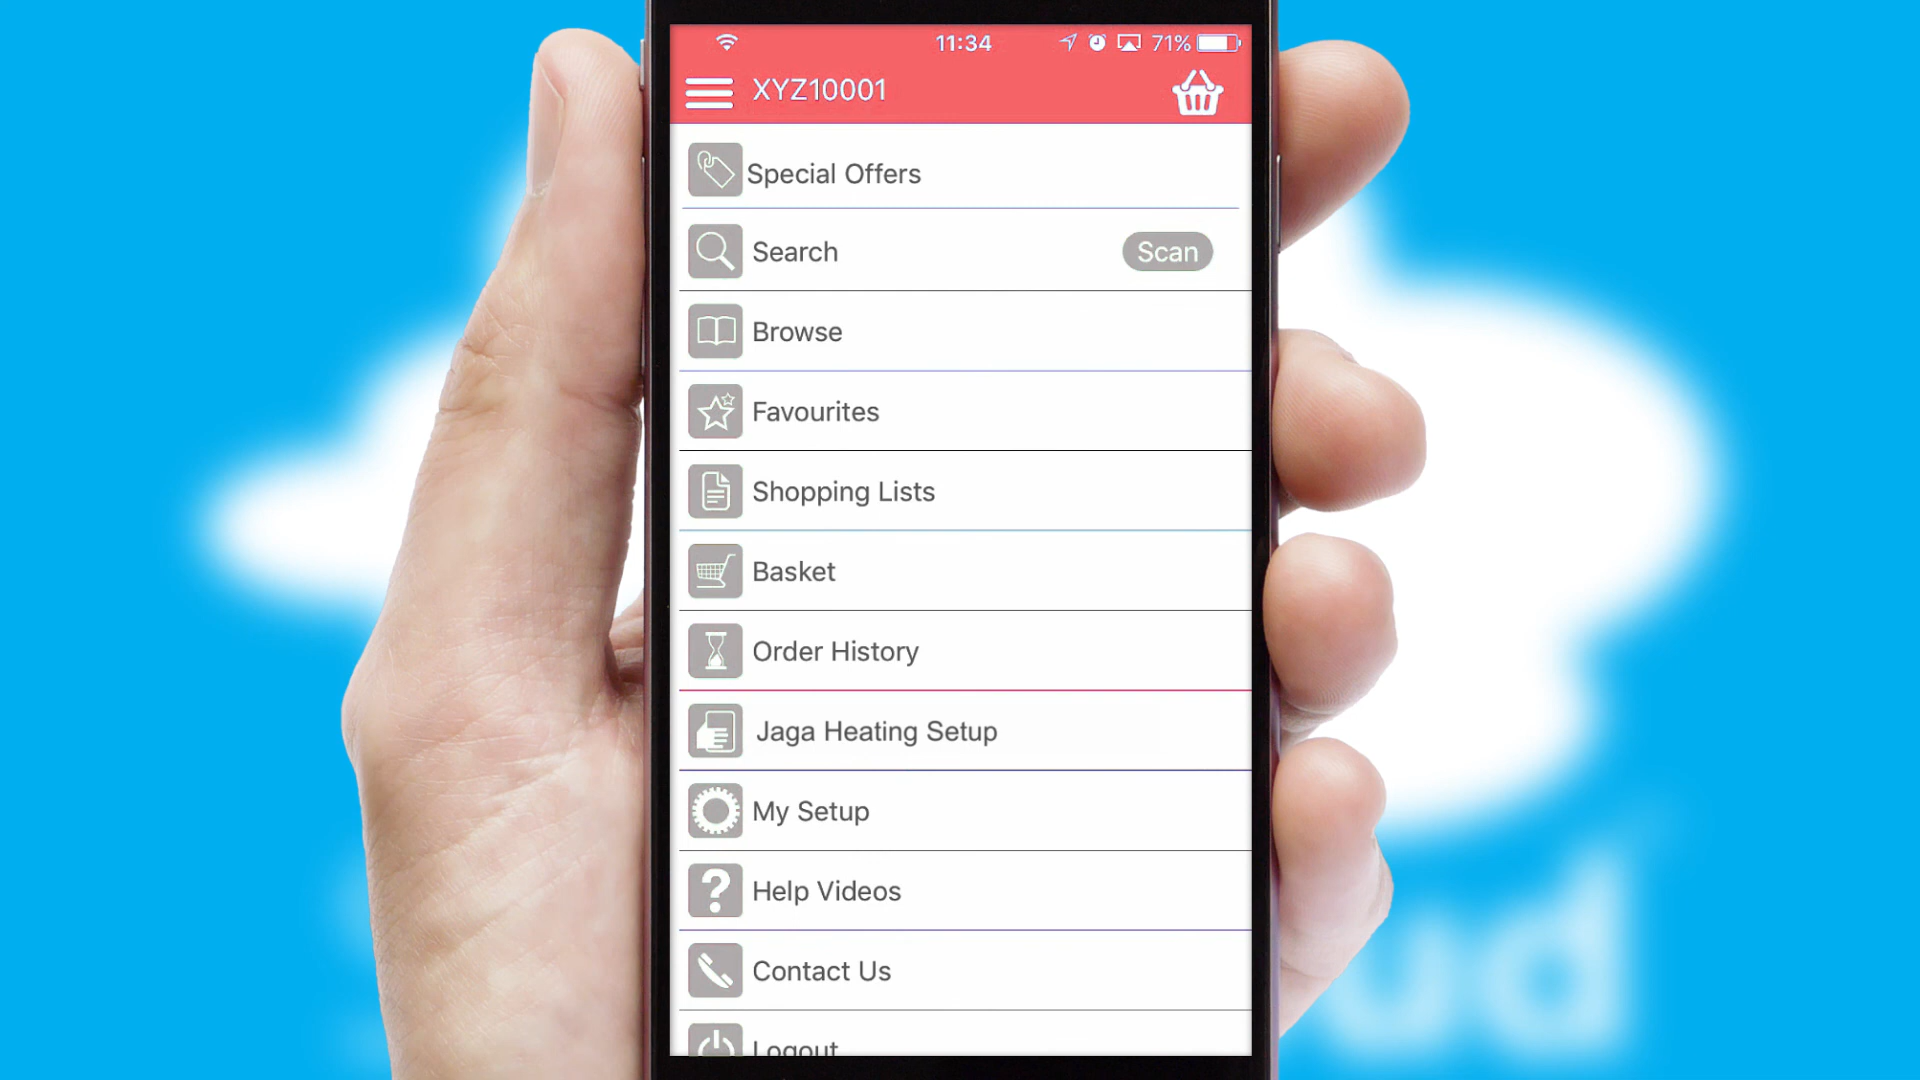 11:34 71%
XYZ10001
Special Offers
Search Scan
Browse
Favourites
Shopping Lists
Basket
Order History
Jaga Heating Setup
My Setup
Help Videos
Contact Us
Logout